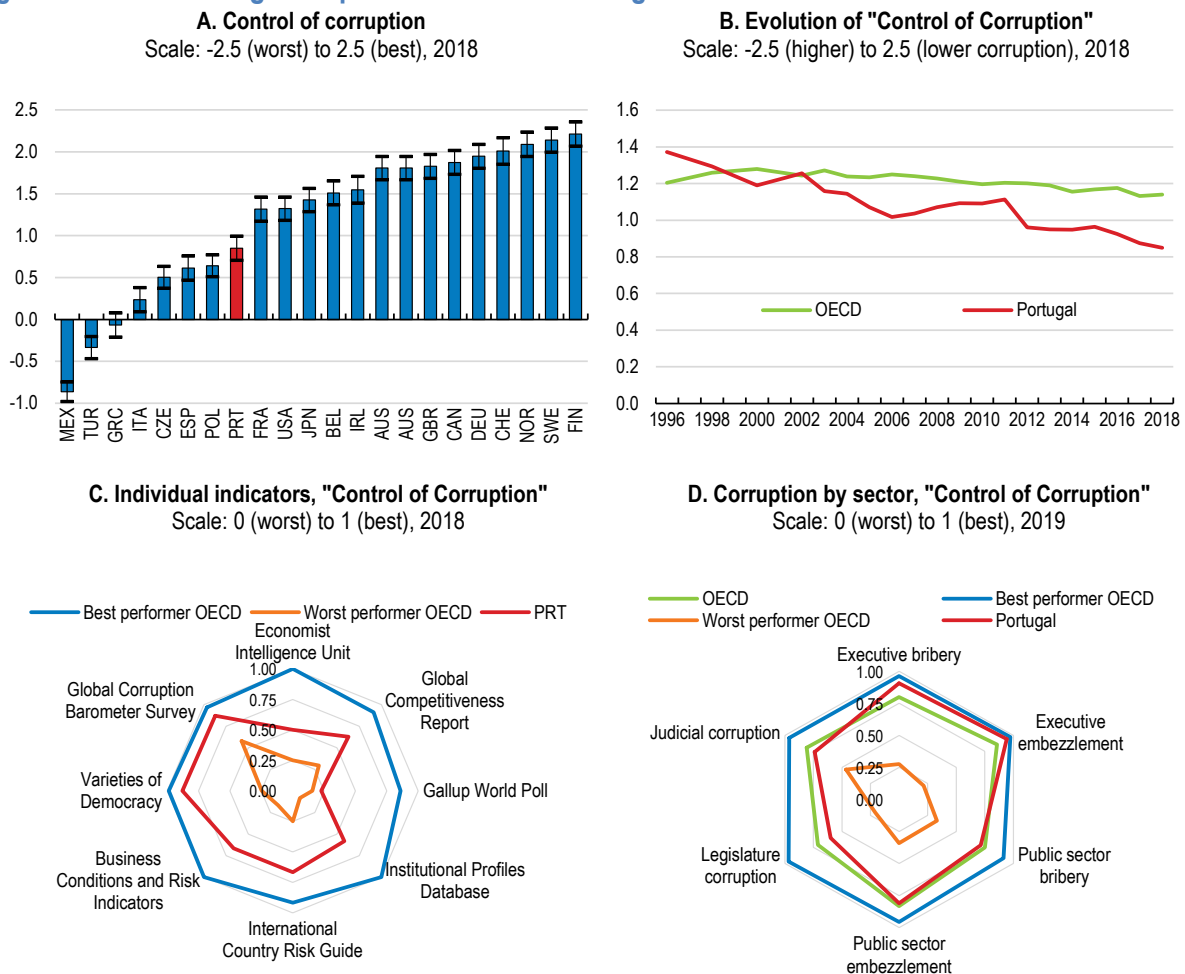 A. Control of corruption
Scale: -2.5 (worst) to 2.5 (best), 2018
2.5
2.0
1.5
1.0
0.5
0.0
-0.5
-1.0
MEX
TUR
GRC
ITA
CZE
ESP
POL
PRT
FRA
USA
JPN
BEL
IRL
AUS
AUS
GBR
CAN
DEU
CHE
NOR
SWE
FIN
B. Evolution of "Control of Corruption"
Scale: -2.5 (higher) to 2.5 (lower corruption), 2018
1.6
1.4
1.2
1.0
0.8
0.6
0.4
0.2
0.0
OECD
Portugal
1996 1998 2000 2002 2004 2006 2008 2010 2012 2014 2016 2018
C. Individual indicators, "Control of Corruption"
Scale: 0 (worst) to 1 (best), 2018
Best performer OECD
Worst performer OECD
PRT
Economist
Intelligence Unit
Global
Competitiveness
Report
Gallup World Poll
Institutional Profiles
Database
International
Country Risk Guide
Business
Conditions and Risk
Indicators
Varieties of
Democracy
Global Corruption
Barometer Survey
1.00
0.75
0.50
0.25
0.00
D. Corruption by sector, "Control of Corruption"
Scale: 0 (worst) to 1 (best), 2019
OECD
Best performer OECD
Worst performer OECD
Portugal
Executive bribery
Executive
embezzlement
Public sector
bribery
Public sector
embezzlement
Legislature
corruption
Judicial corruption
1.00
0.75
0.50
0.25
0.00